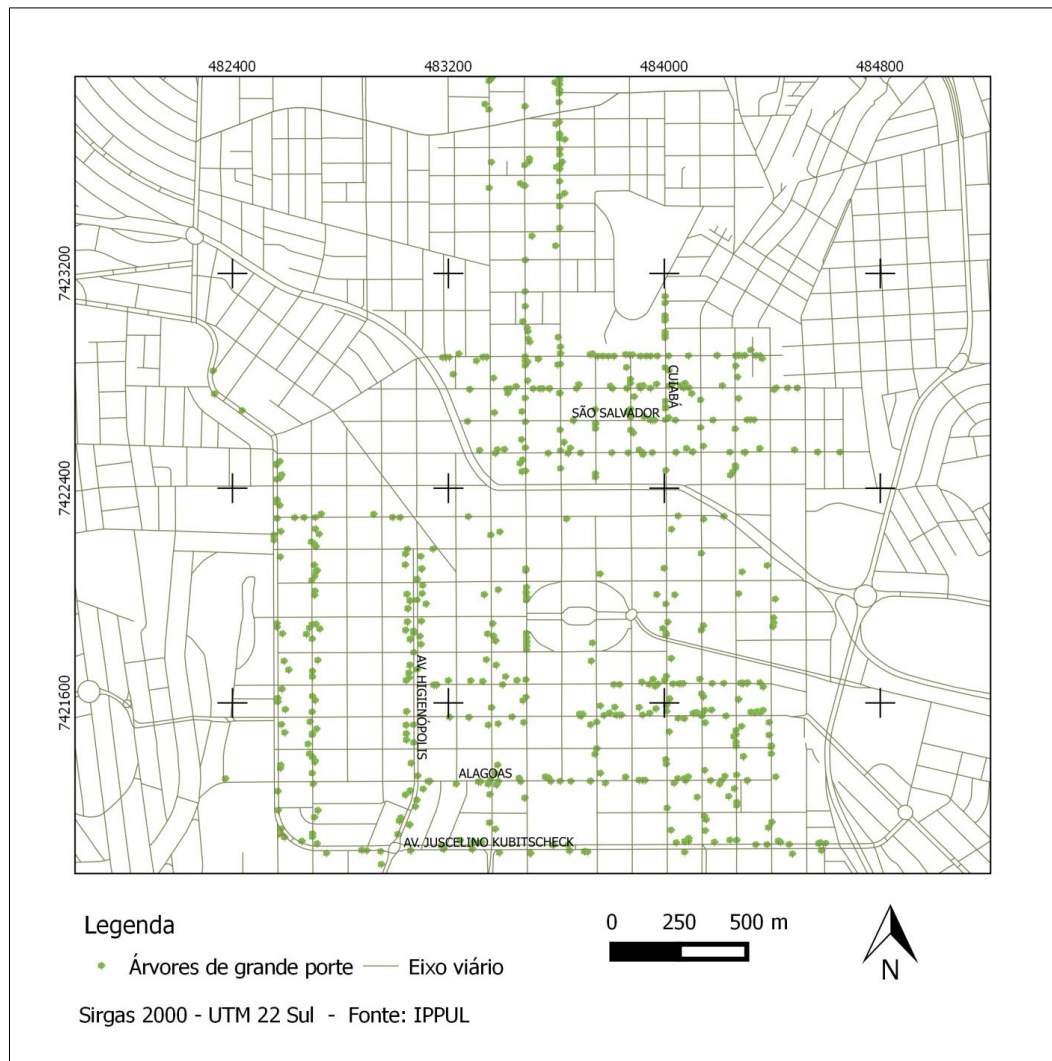 482400 483200 484000 484800
7423200
CUIABÁ
SÃO SALVADOR
7422400
7421600
AV. HIGIENÓPOLIS
ALAGOAS
AV. JUSCELINO KUBITSCHECK
Legenda
Árvores de grande porte
Eixo viário
0 250 500 m
N
Sirgas 2000 - UTM 22 Sul - Fonte: IPPUL